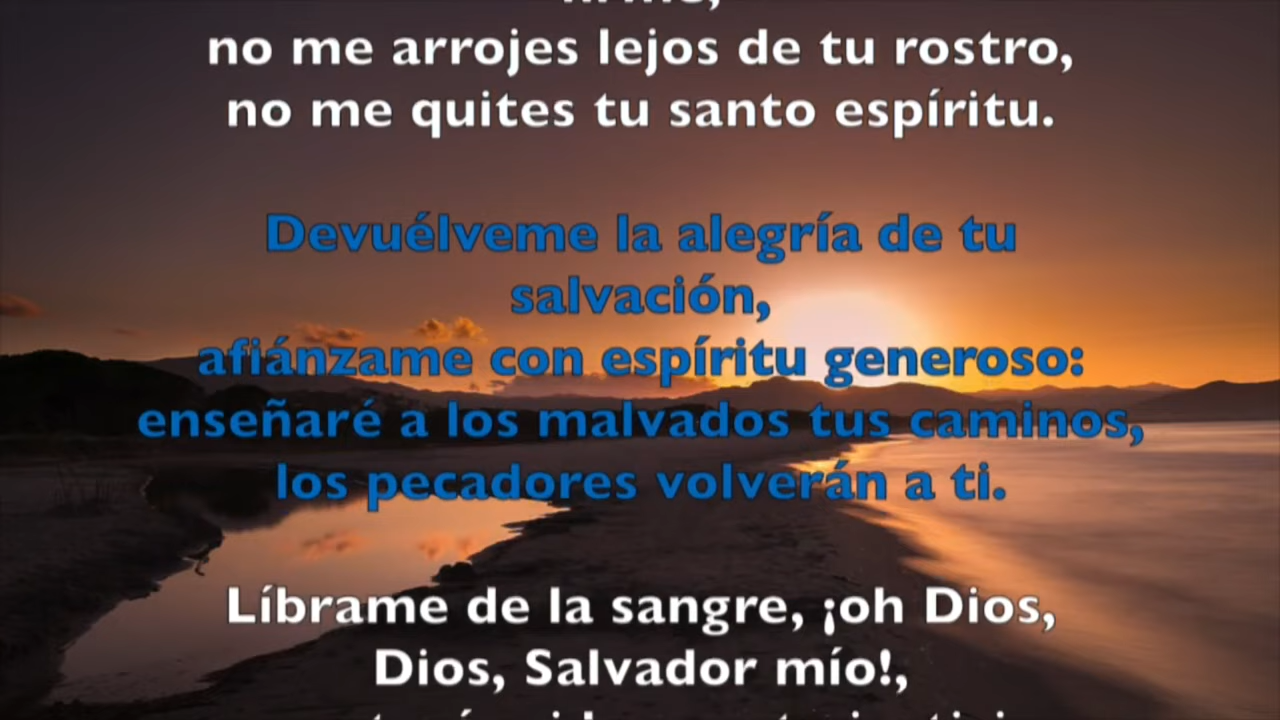 no me arrojes lejos de tu rostro,
no me quites tu santo espíritu.
Devuélveme la alegría de tu
salvación,
afiánzame con espíritu generoso:
enseñaré a los malvados tus caminos,
los pecadores volverán a ti.
Líbrame de la sangre, ¡oh Dios,
Dios, Salvador mío!,